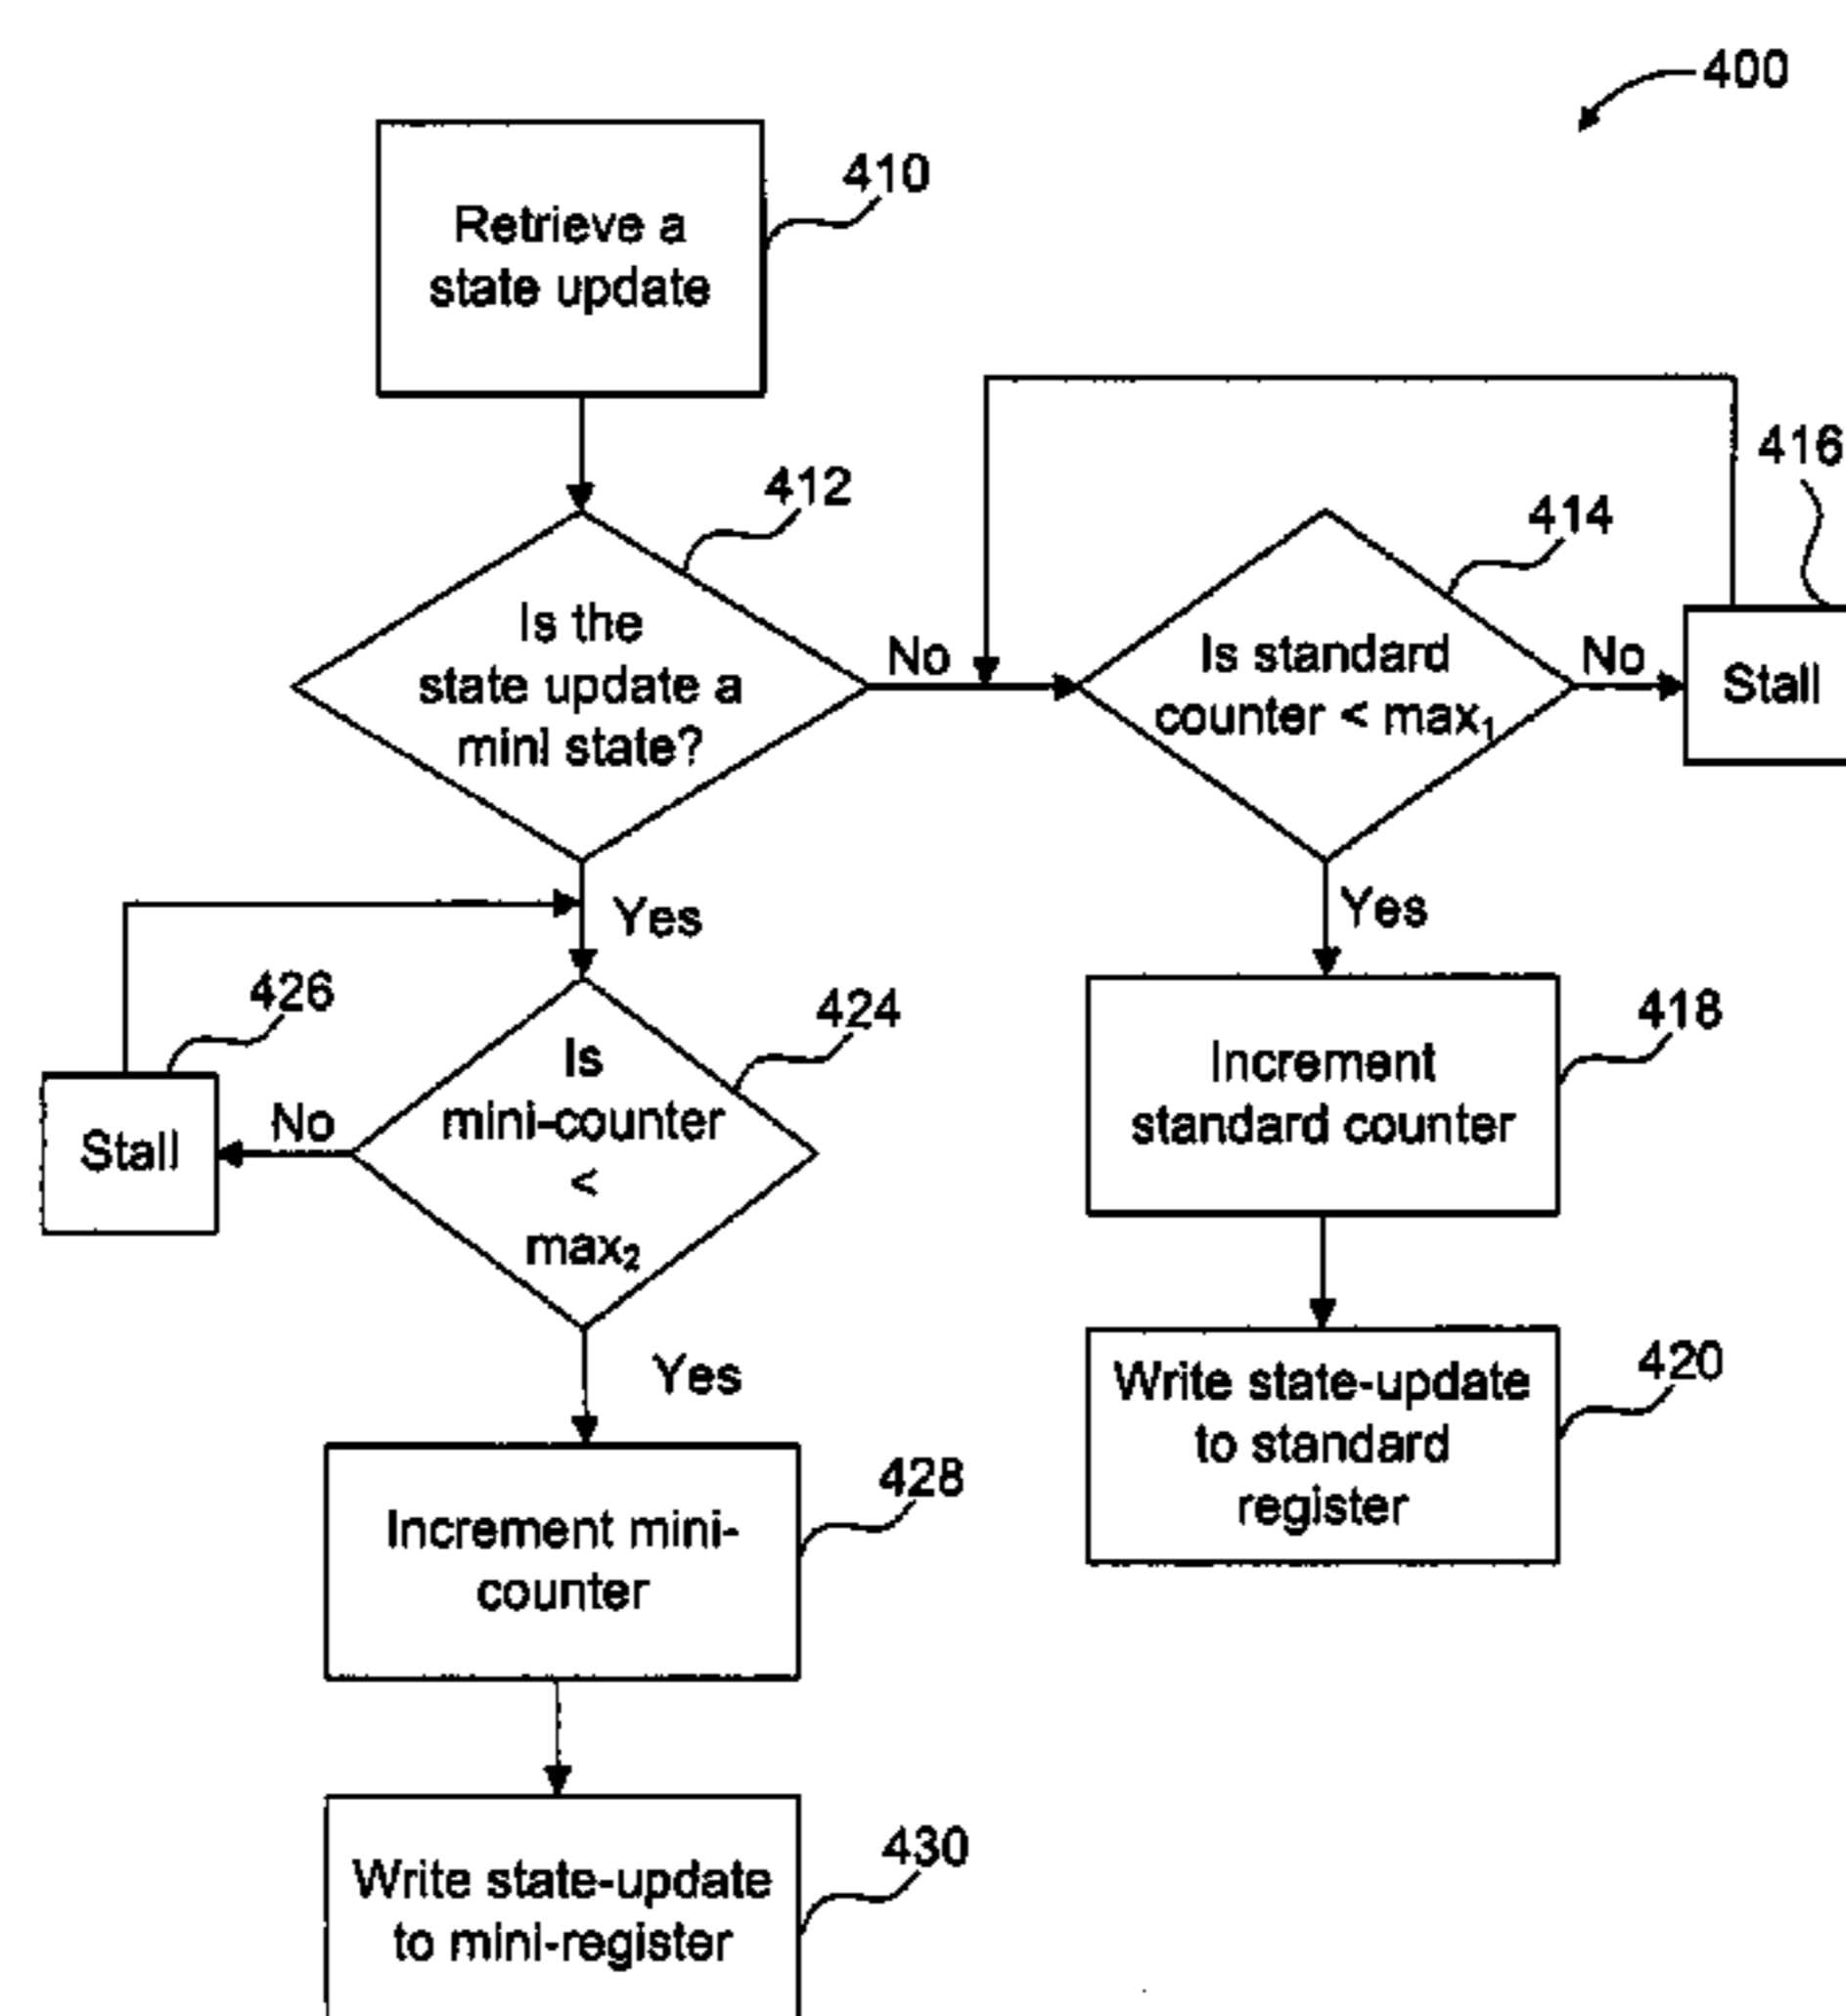 400
410
Retrieve a
state update
412
Is the
state update a
mini state?
No
414
Is standard
counter < max₁
No
416
Stall
Yes
Yes
426
Stall
No
424
Is
mini-counter
<
max₂
418
Increment
standard counter
Yes
420
Write state-update
to standard
register
428
Increment mini-
counter
430
Write state-update
to mini-register